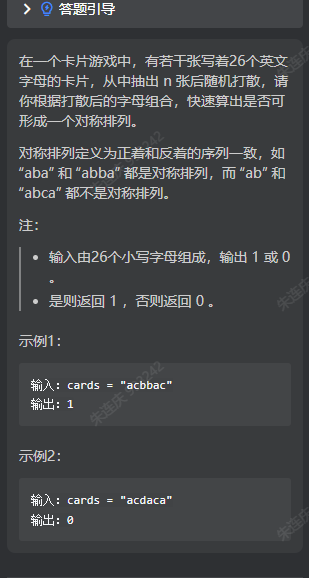 答题引导
在一个卡片游戏中，有若干张写着26个英文
字母的卡片，从中抽出 n 张后随机打散，请
你根据打散后的字母组合，快速算出是否可
形成一个对称排列。
对称排列定义为正着和反着的序列一致，如
“aba” 和 “abba” 都是对称排列，而 “ab” 和
“abca” 都不是对称排列。
注：
• 输入由26个小写字母组成，输出 1 或 0
。
• 是则返回 1 ，否则返回 0 。
示例1：
输入：cards = "acbbac"
输出：1
示例2：
输入：cards = "acdaca"
输出：0